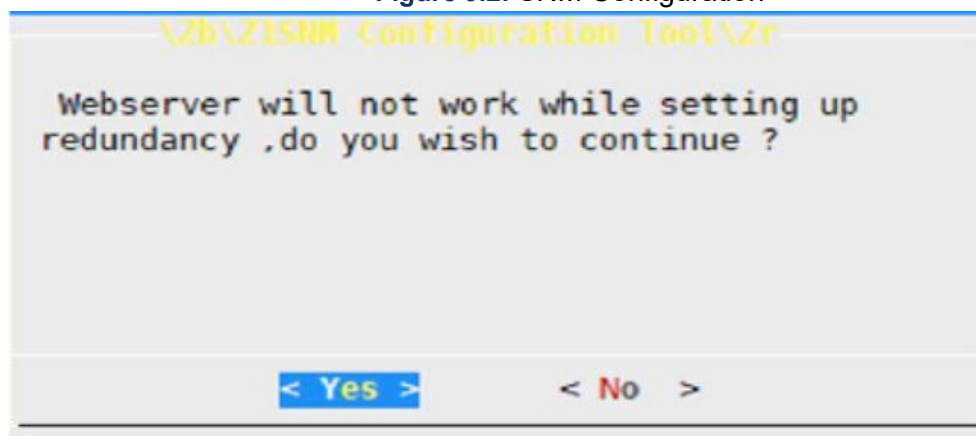 Configuration
\Zb\Z1SNM Configuration Tool\Zr
Webserver will not work while setting up
redundancy ,do you wish to continue ?
< Yes > < No >